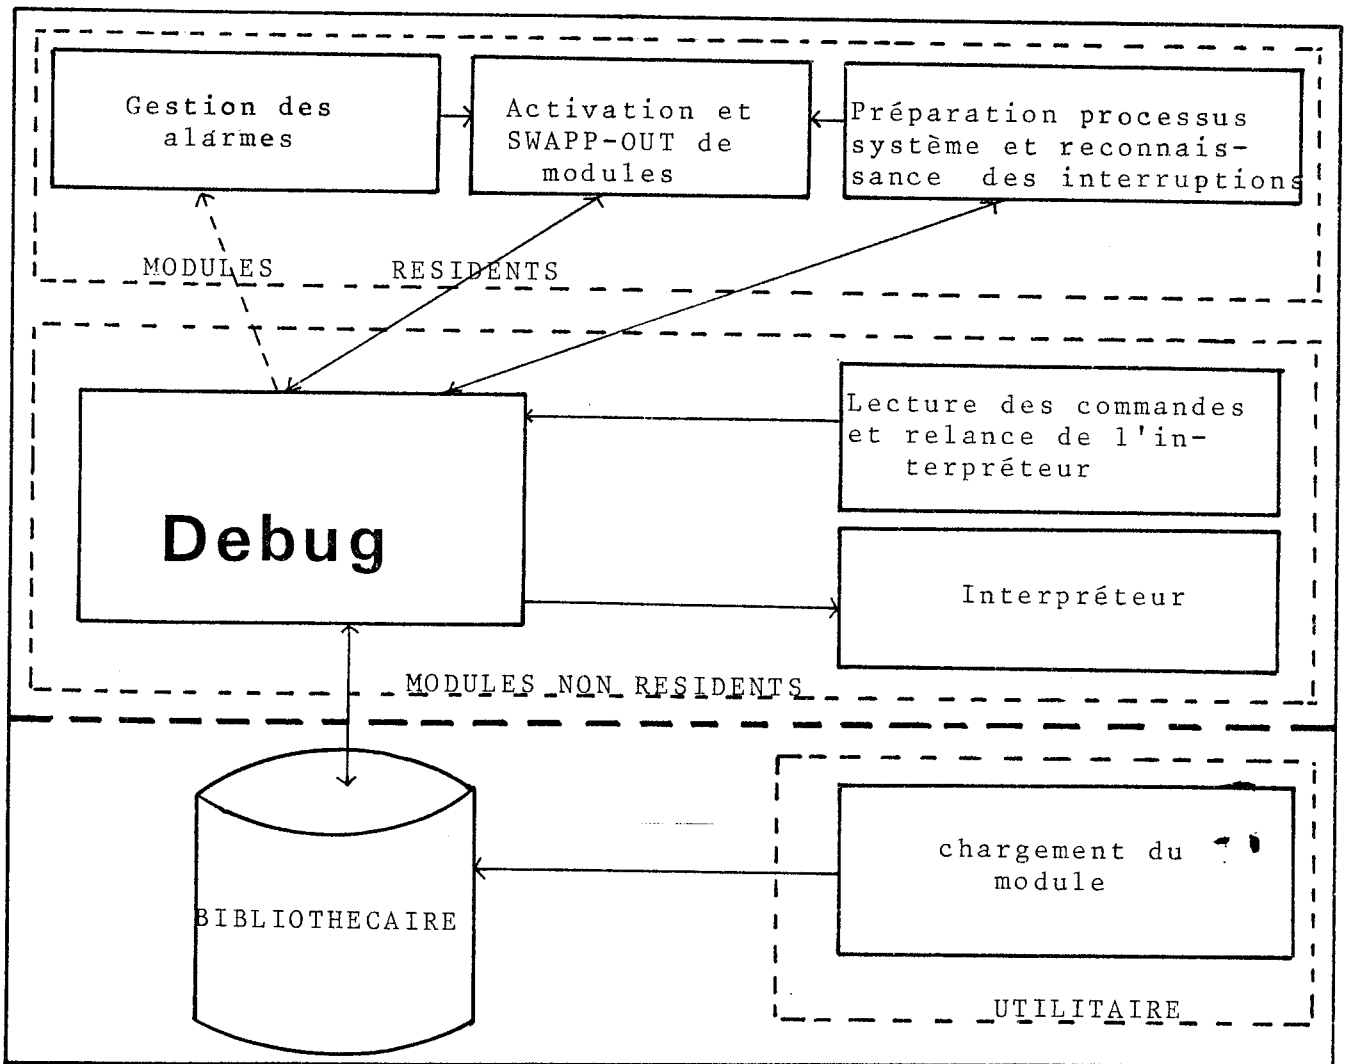 Gestion des
alármes
Activation et
SWAPP-OUT de
modules
Préparation processus
système et reconnais-
sance des interruptions
MODULES RESIDENTS
Lecture des commandes
et relance de l'in-
terpréteur
Debug
Interpréteur
MODULES NON RESIDENTS
chargement du
module
BIBLIOTHECAIRE
UTILITAIRE